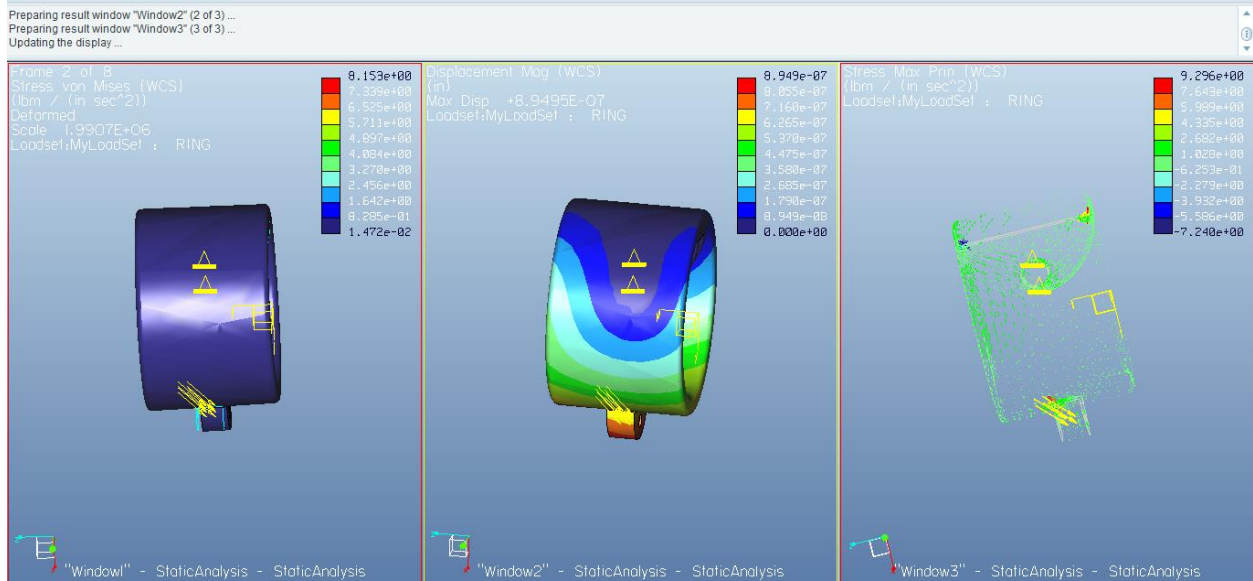 Preparing result window "Window2" (2 of 3) ...
Preparing result window "Window3" (3 of 3) ...
Updating the display ...
Frame 2 of 8
Stress von Mises (WCS)
(lbm / (in sec^2))
Deformed
Scale 1.9907E+06
Loadset:MyLoadSet : RING
8.153e+00
7.339e+00
6.525e+00
5.711e+00
4.897e+00
4.084e+00
3.270e+00
2.456e+00
1.642e+00
8.285e-01
1.472e-02
"Window1" - StaticAnalysis - StaticAnalysis
Displacement Mag (WCS)
(in)
Max Disp +8.9495E-07
Loadset:MyLoadSet : RING
8.949e-07
8.055e-07
7.160e-07
6.265e-07
5.370e-07
4.475e-07
3.580e-07
2.685e-07
1.790e-07
8.949e-08
0.000e+00
"Window2" - StaticAnalysis - StaticAnalysis
Stress Max Prin (WCS)
(lbm / (in sec^2))
Loadset:MyLoadSet : RING
9.296e+00
7.643e+00
5.989e+00
4.335e+00
2.682e+00
1.028e+00
-6.253e-01
-2.279e+00
-3.932e+00
-5.586e+00
-7.240e+00
"Window3" - StaticAnalysis - StaticAnalysis